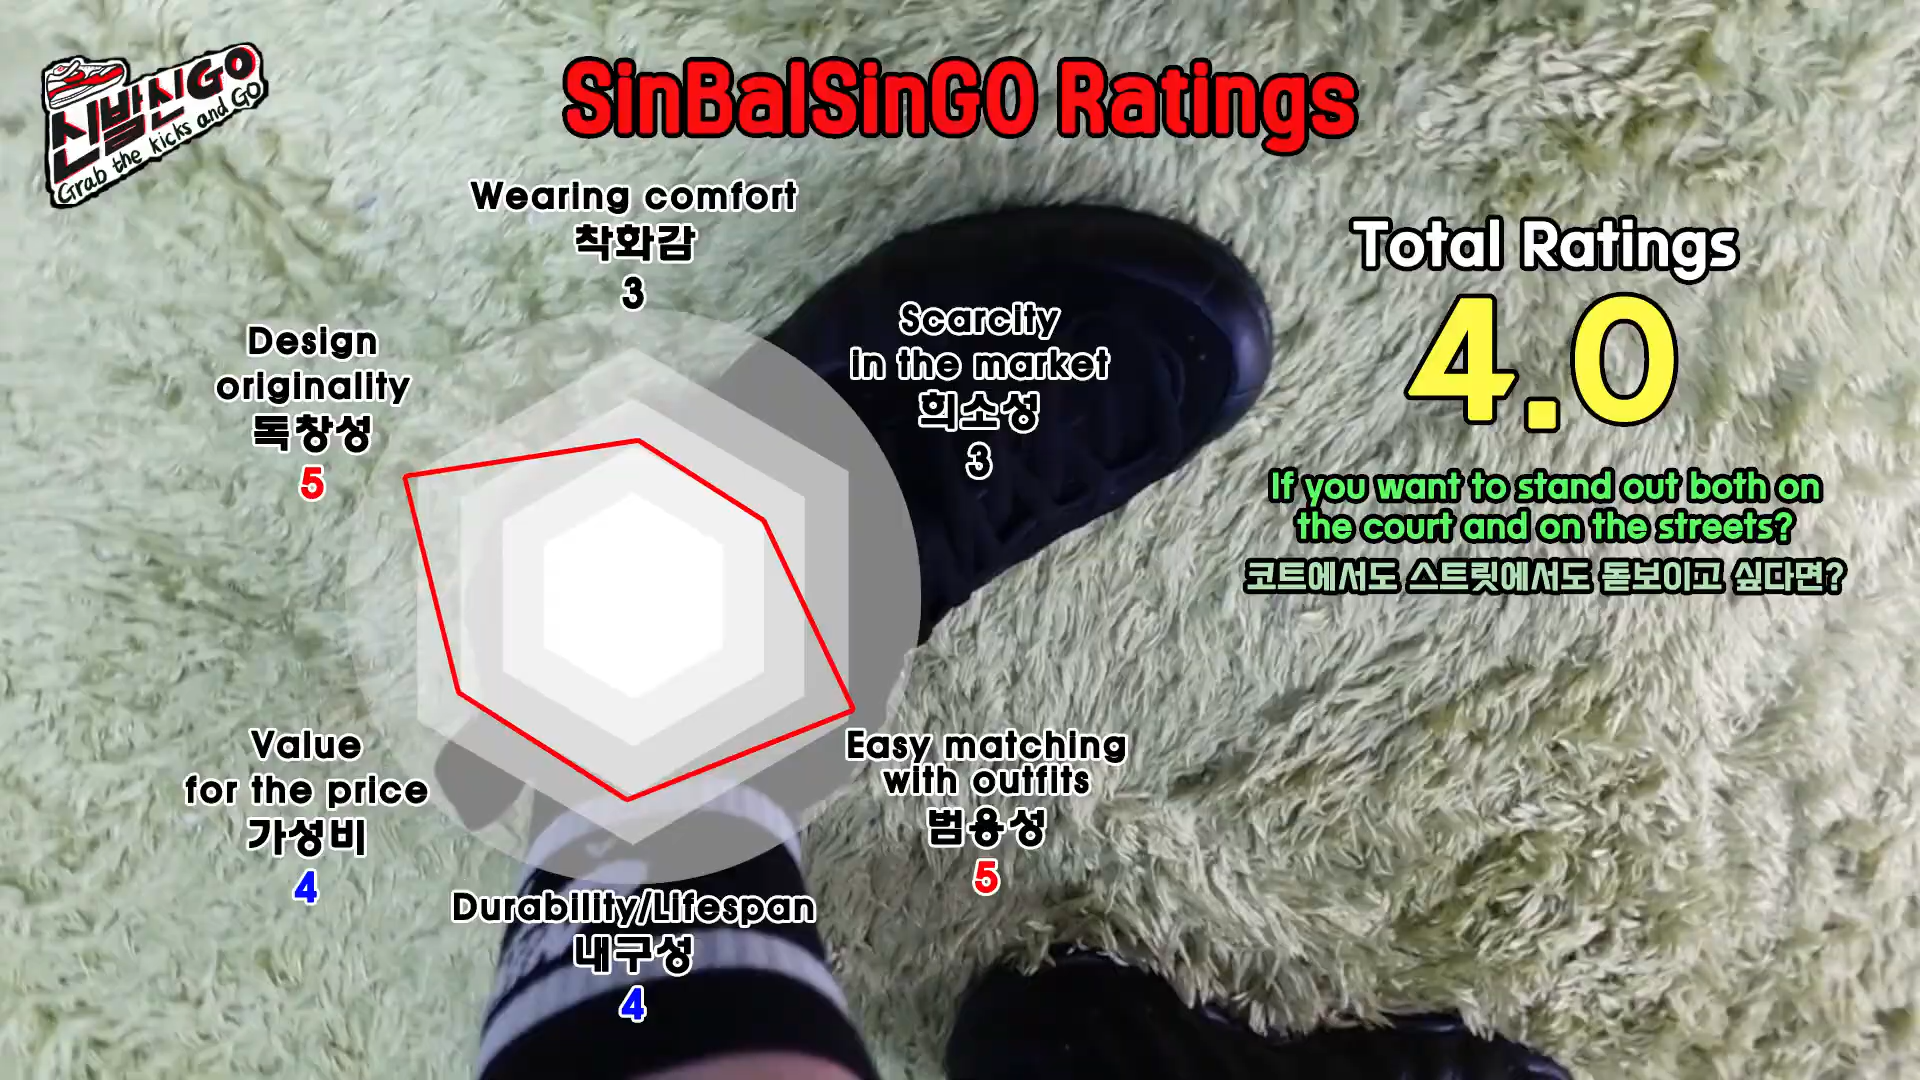 신발신GO
Grab the kicks and GO
SinBalSinGO Ratings
Wearing comfort
착화감
3
Scarcity
in the market
희소성
3
Design
originality
독창성
5
Value
for the price
가성비
4
Durability/Lifespan
내구성
4
Easy matching
with outfits
범용성
5
Total Ratings
4.0
If you want to stand out both on
the court and on the streets?
코트에서도 스트릿에서도 돋보이고 싶다면?